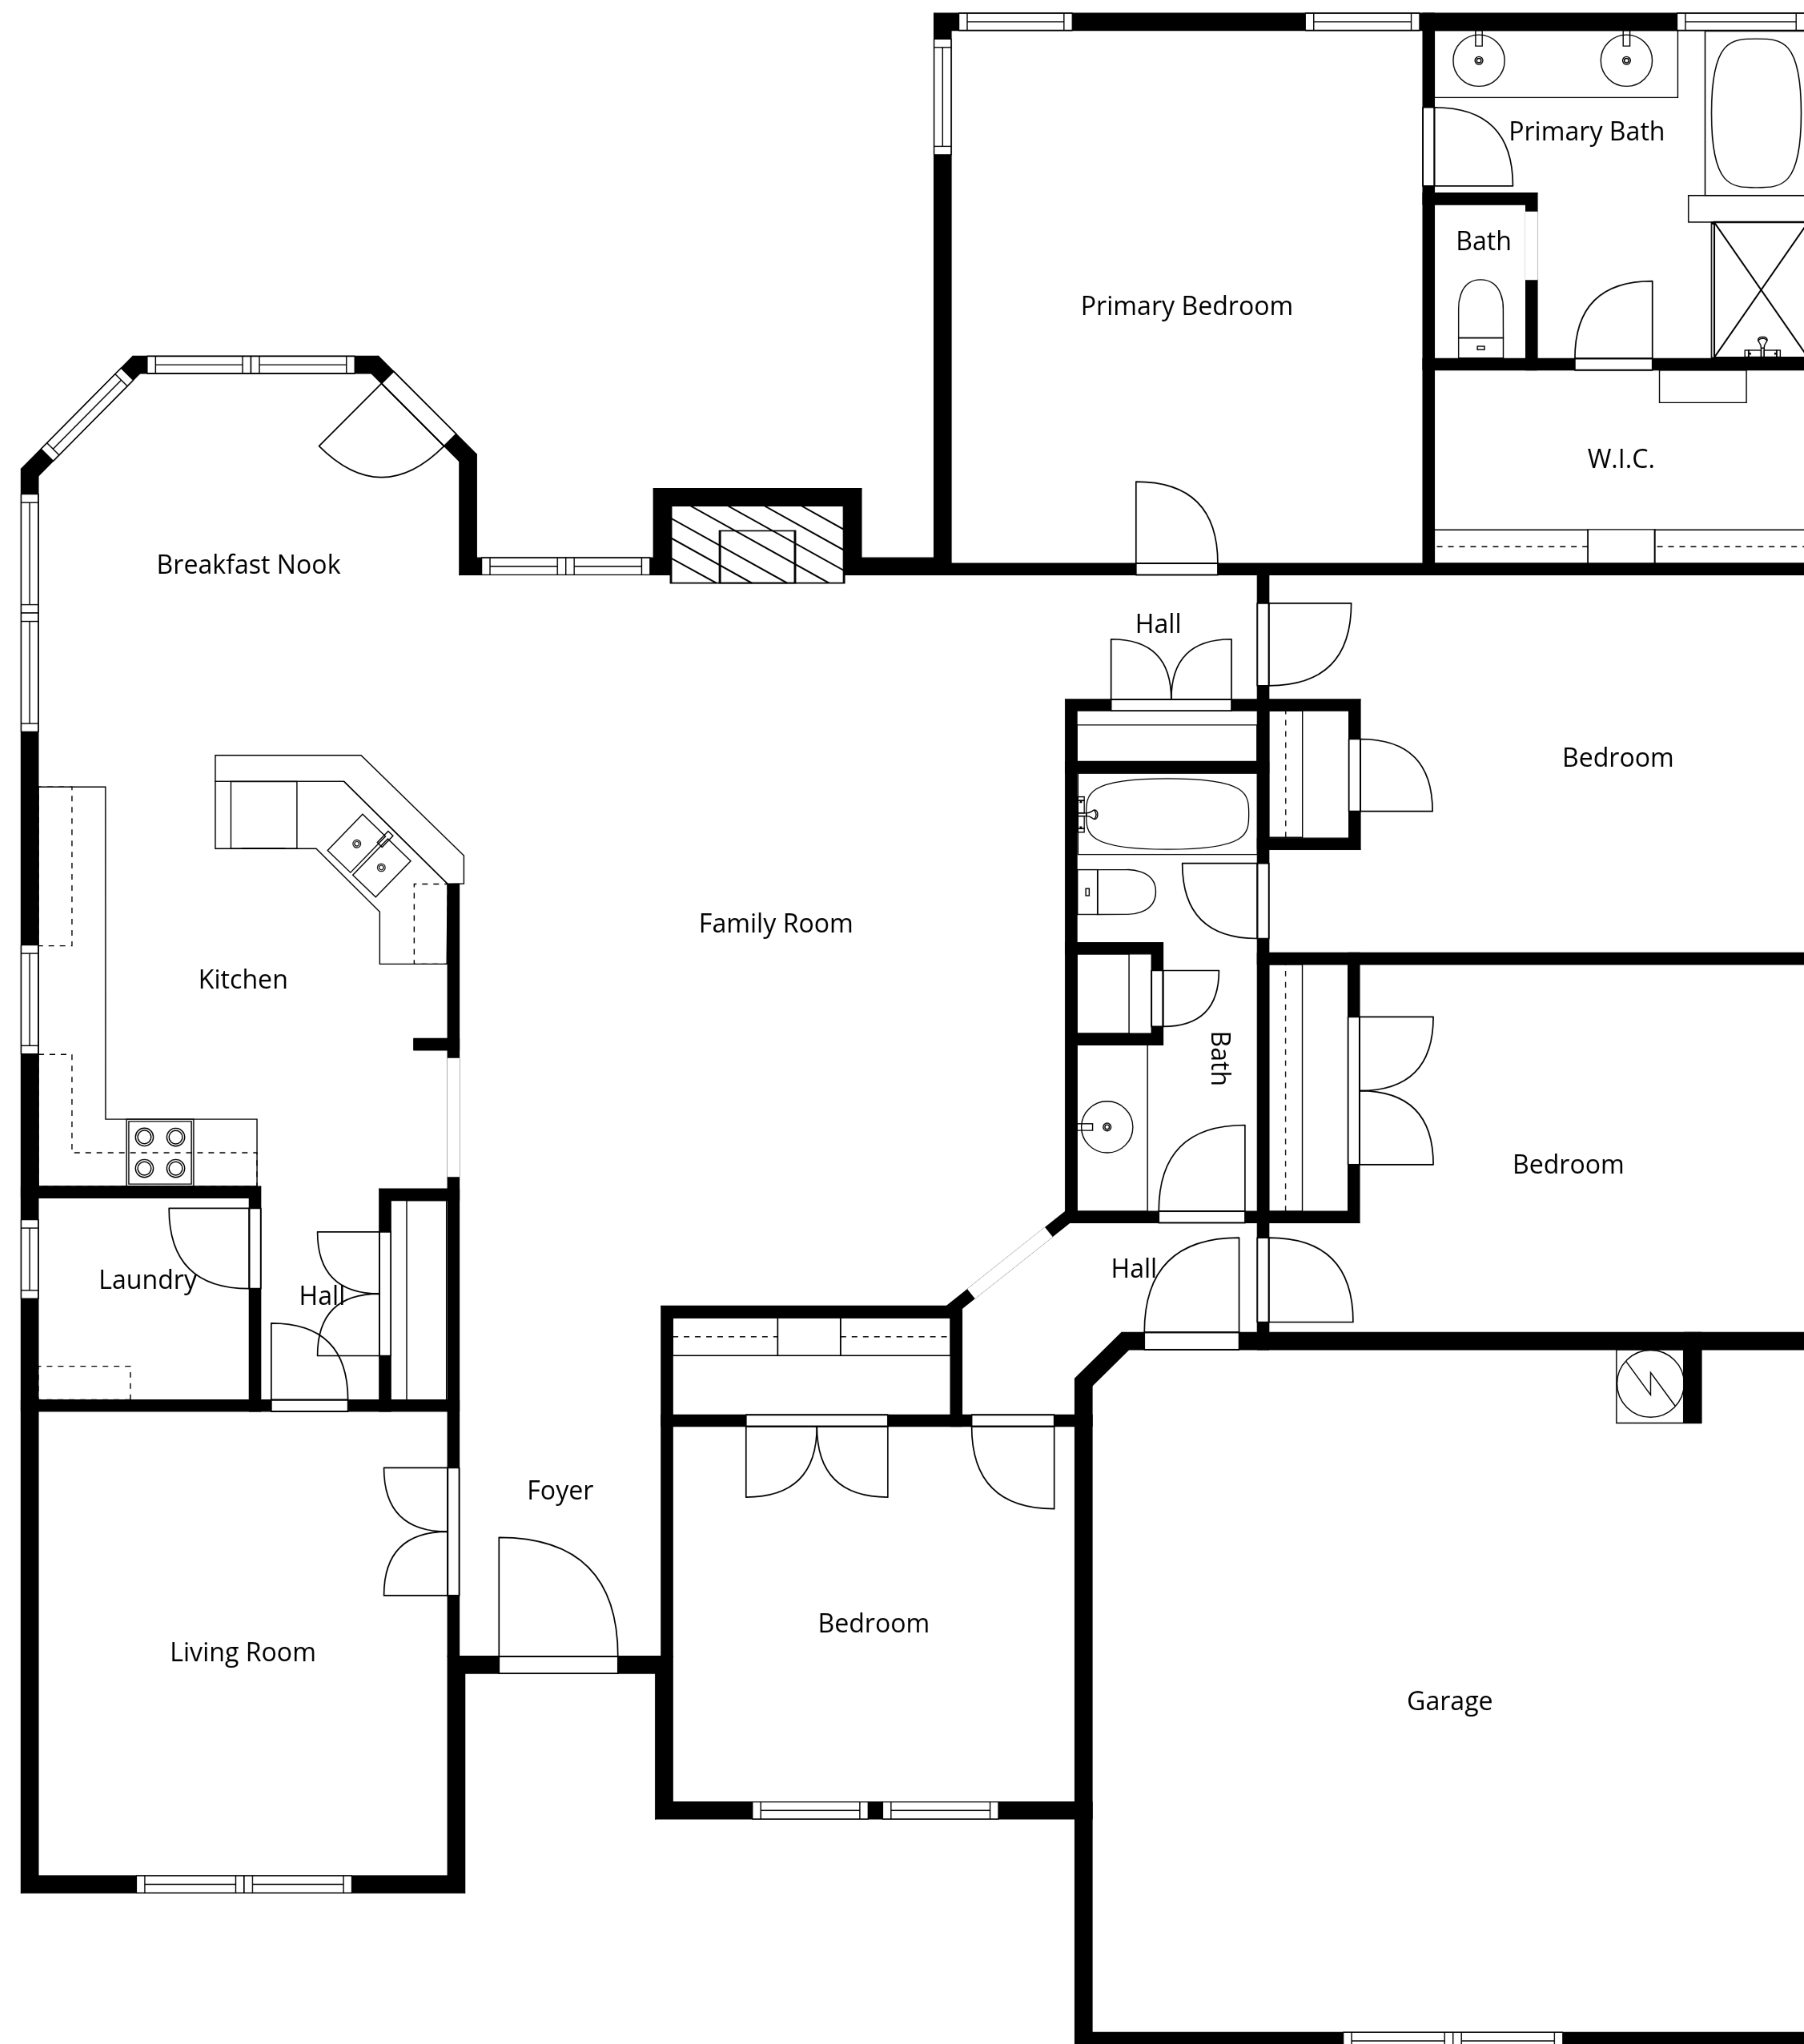 Primary Bath
Bath
Primary Bedroom
W.I.C.
Breakfast Nook
Hall
Bedroom
Family Room
Kitchen
Bath
Bedroom
Hall
Laundry
Hall
Foyer
Bedroom
Living Room
Garage